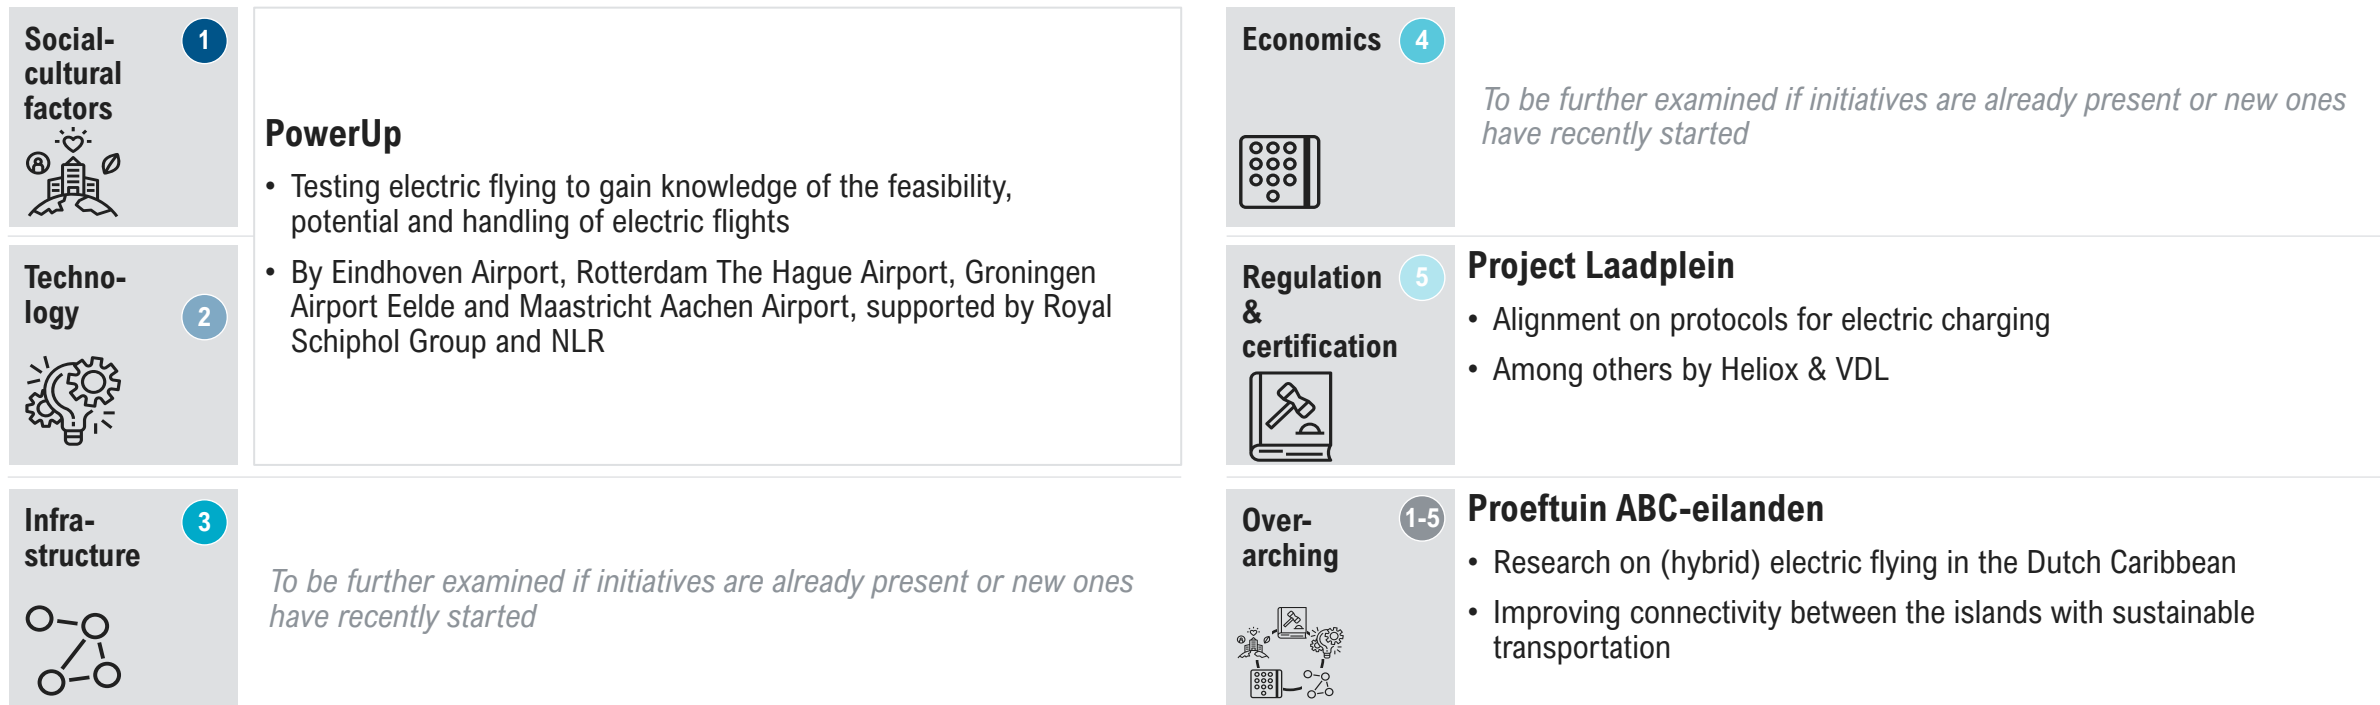 Social-
cultural
factors
1
PowerUp
• Testing electric flying to gain knowledge of the feasibility,
potential and handling of electric flights
• By Eindhoven Airport, Rotterdam The Hague Airport, Groningen
Airport Eelde and Maastricht Aachen Airport, supported by Royal
Schiphol Group and NLR
Techno-
logy
2
Infra-
structure
3
To be further examined if initiatives are already present or new ones
have recently started
Economics
4
To be further examined if initiatives are already present or new ones
have recently started
Regulation
&
certification
5
Project Laadplein
• Alignment on protocols for electric charging
• Among others by Heliox & VDL
Over-
arching
1-5
Proeftuin ABC-eilanden
• Research on (hybrid) electric flying in the Dutch Caribbean
• Improving connectivity between the islands with sustainable
transportation